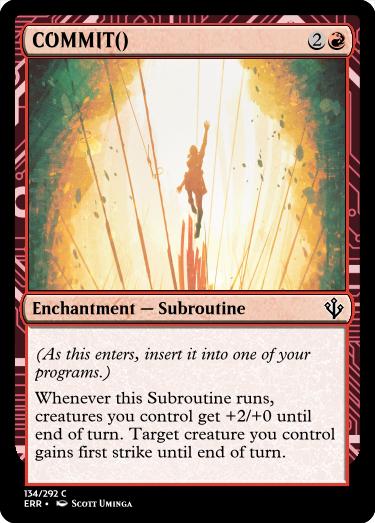 COMMIT() 2
Enchantment — Subroutine
(As this enters, insert it into one of your
programs.)
Whenever this Subroutine runs,
creatures you control get +2/+0 until
end of turn. Target creature you control
gains first strike until end of turn.
134/292 C
ERR • Scott Uminga